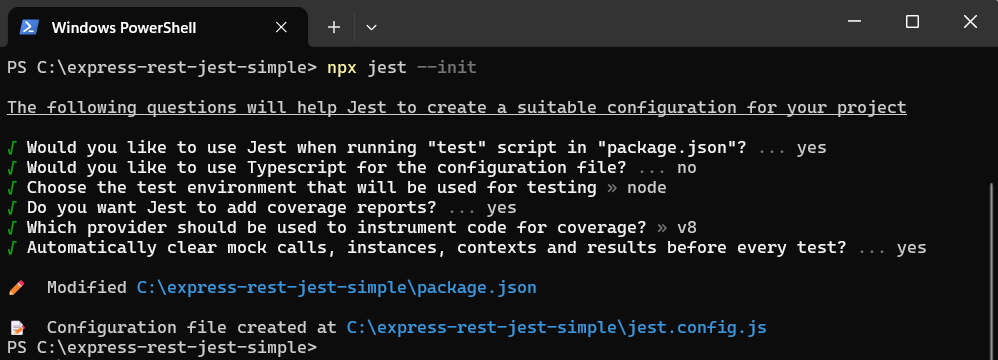 Windows PowerShell
PS C:\express-rest-jest-simple> npx jest --init
The following questions will help Jest to create a suitable configuration for your project
√ Would you like to use Jest when running "test" script in "package.json"? ... yes
√ Would you like to use Typescript for the configuration file? ... no
√ Choose the test environment that will be used for testing » node
√ Do you want Jest to add coverage reports? ... yes
√ Which provider should be used to instrument code for coverage? » v8
√ Automatically clear mock calls, instances, contexts and results before every test? ... yes
Modified C:\express-rest-jest-simple\package.json
Configuration file created at C:\express-rest-jest-simple\jest.config.js
PS C:\express-rest-jest-simple>